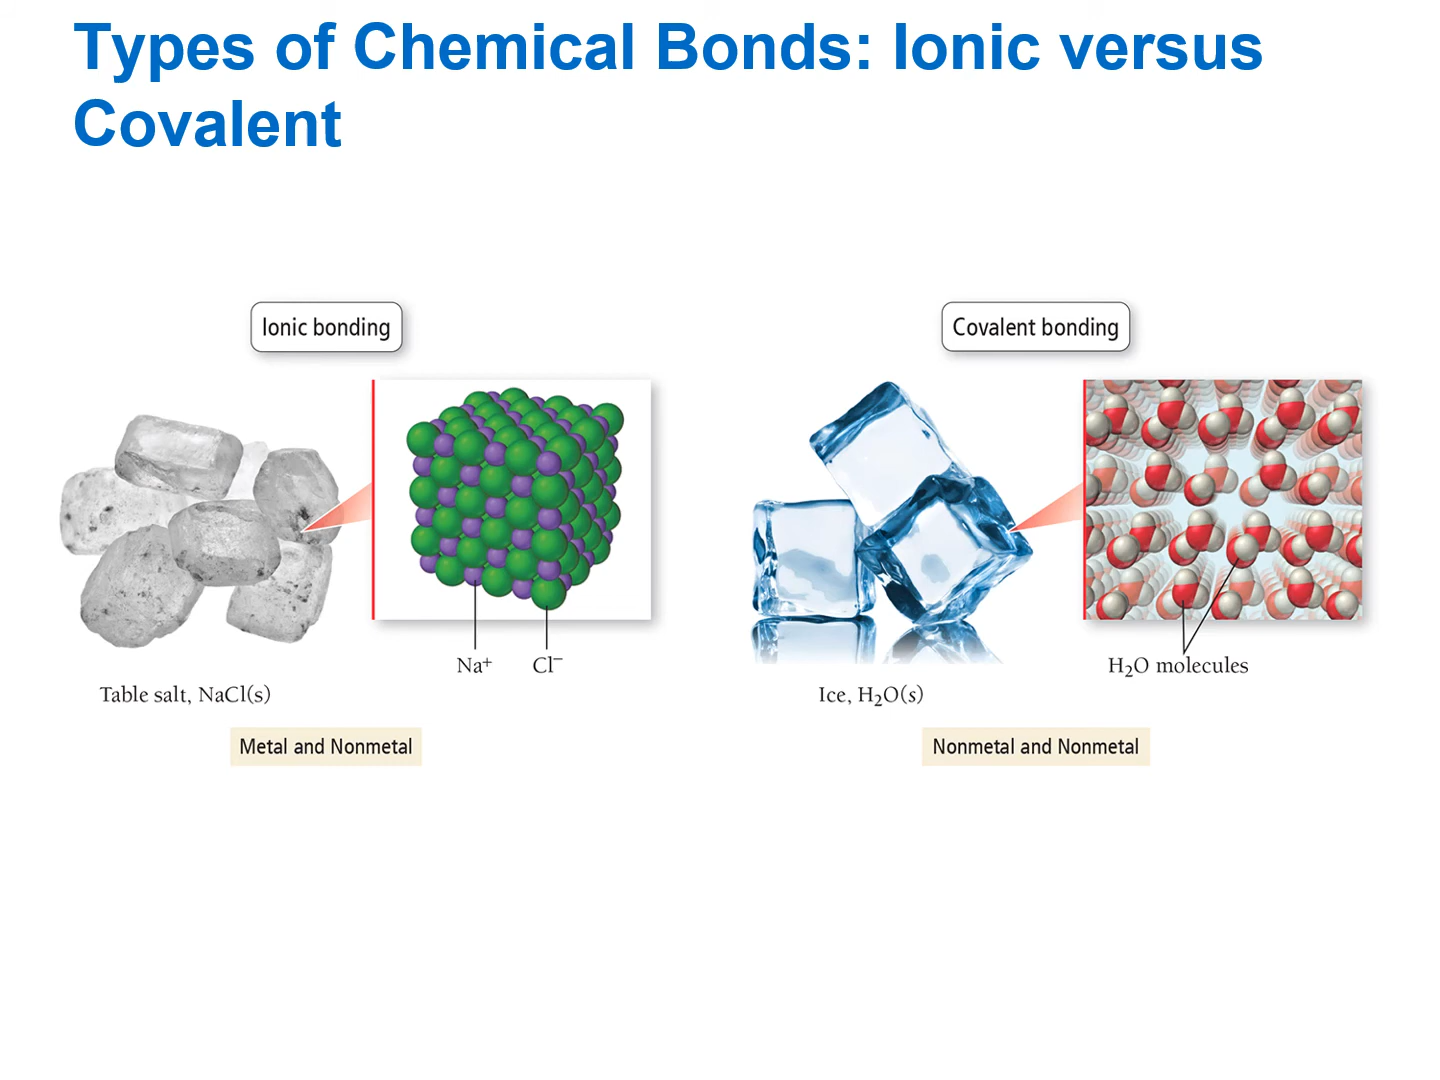 Types of Chemical Bonds: Ionic versus
Covalent
Ionic bonding
Covalent bonding
Na⁺ Cl⁻
H₂O molecules
Table salt, NaCl(s)
Ice, H₂O(s)
Metal and Nonmetal
Nonmetal and Nonmetal